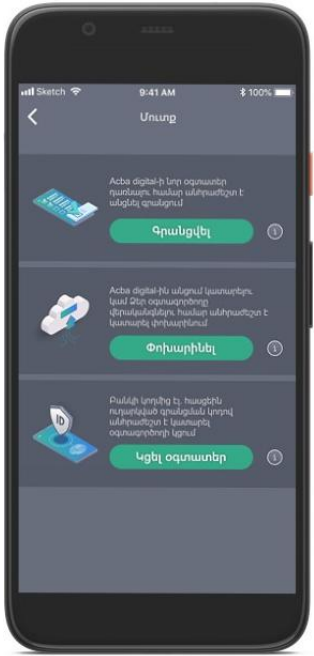 Sketch 9:41 AM 100%
Մուտք
Acba digital-ի նոր օգտատեր
դառնալու համար անհրաժեշտ է
անցնել գրանցում
Գրանցվել
Acba digital-ին անցում կատարելու
կամ Ձեր օգտագործողը
վերականգնելու համար անհրաժեշտ է
կատարել փոխարինում
Փոխարինել
Բանկի կողմից էլ. հասցեին
ուղարկված գրանցման կոդով
անհրաժեշտ է կատարել
օգտագործողի կցում
ID
Կցել օգտատեր